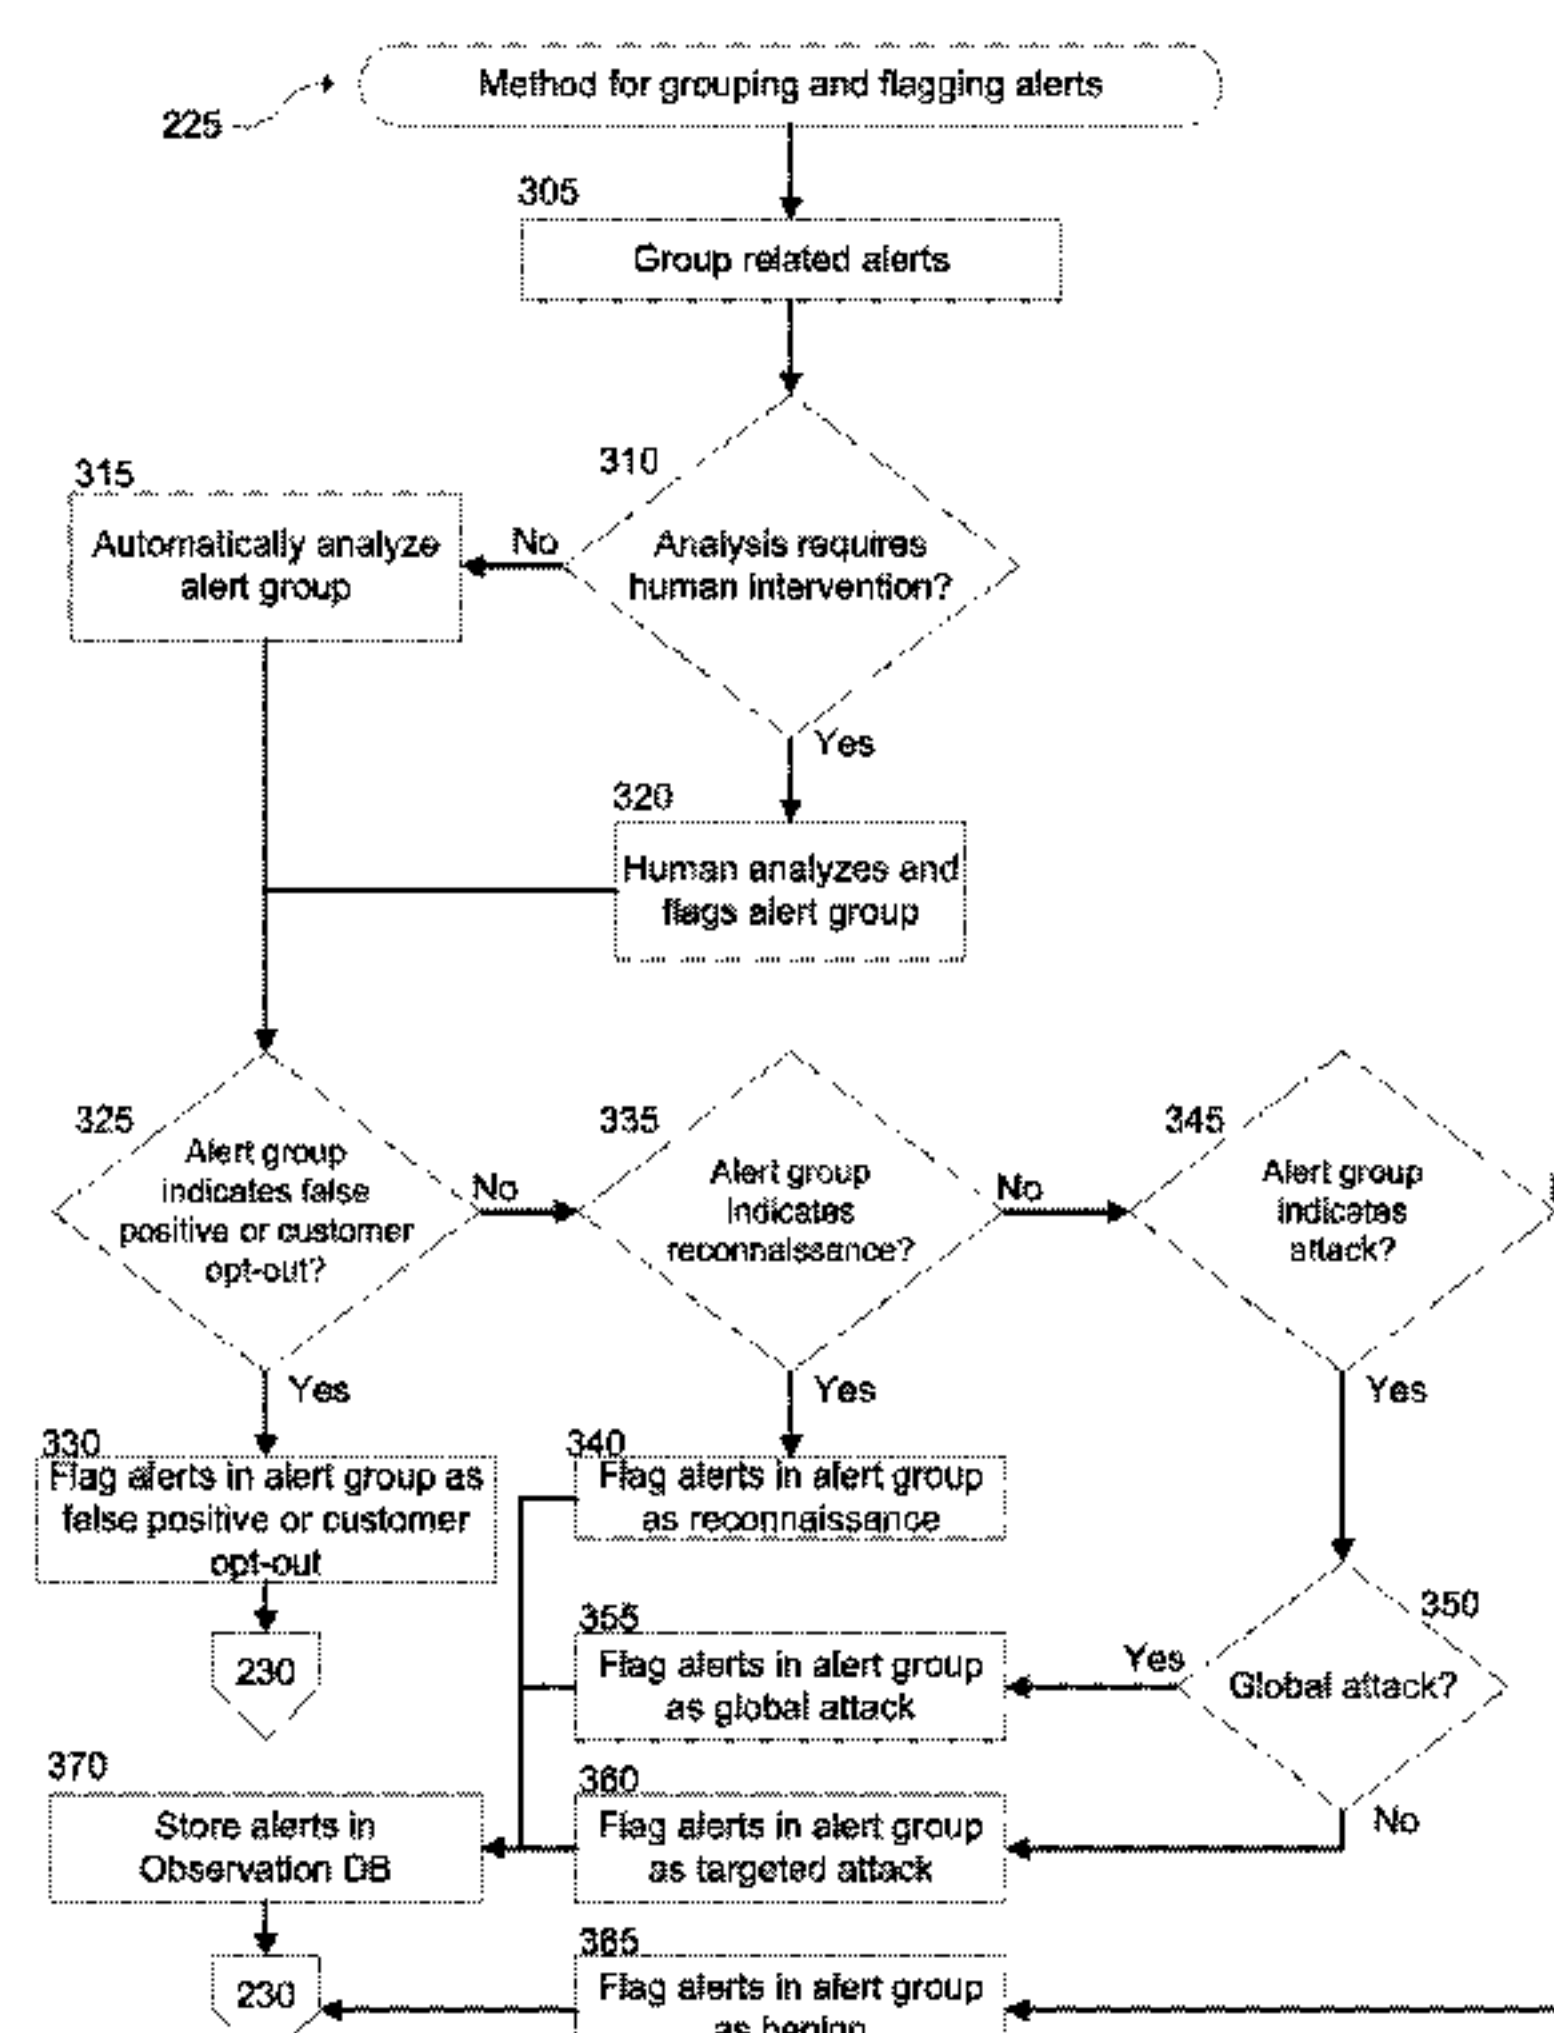 Method for grouping and flagging alerts
225
305
Group related alerts
310
Analysis requires
human intervention?
315
No
Automatically analyze
alert group
Yes
320
Human analyzes and
flags alert group
325
Alert group
indicates false
positive or customer
opt-out?
No
335
Alert group
indicates
reconnaissance?
No
345
Alert group
indicates
attack?
Yes
Yes
Yes
330
Flag alerts in alert group as
false positive or customer
opt-out
230
340
Flag alerts in alert group
as reconnaissance
350
Global attack?
Yes
355
Flag alerts in alert group
as global attack
No
360
Flag alerts in alert group
as targeted attack
370
Store alerts in
Observation DB
230
365
Flag alerts in alert group
as benign